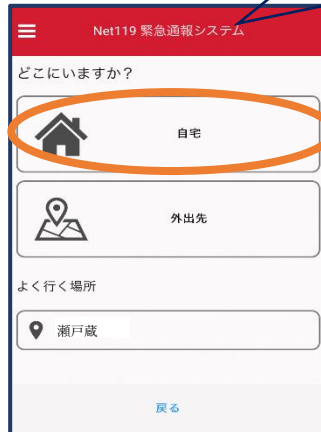 Net119 緊急通報システム
どこにいますか？
自宅
外出先
よく行く場所
瀬戸蔵
戻る